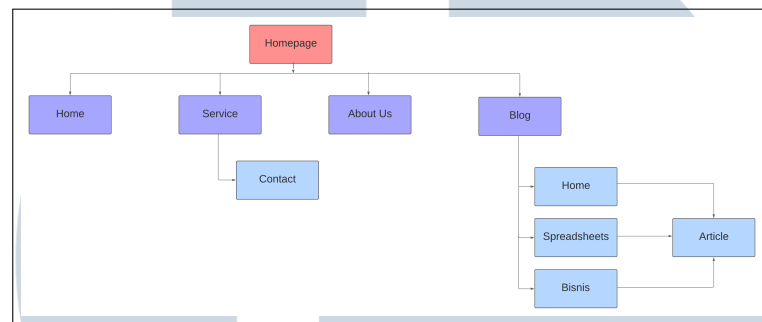 Homepage
Home
Service
About Us
Blog
Contact
Home
Spreadsheets
Article
Bisnis